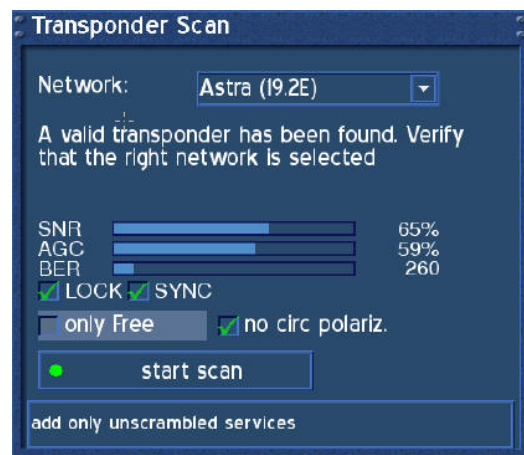 Transponder Scan
Network: Astra (19.2E)
A valid transponder has been found. Verify
that the right network is selected
SNR 65%
AGC 59%
BER 260
LOCK SYNC
only Free no circ polariz.
start scan
add only unscrambled services